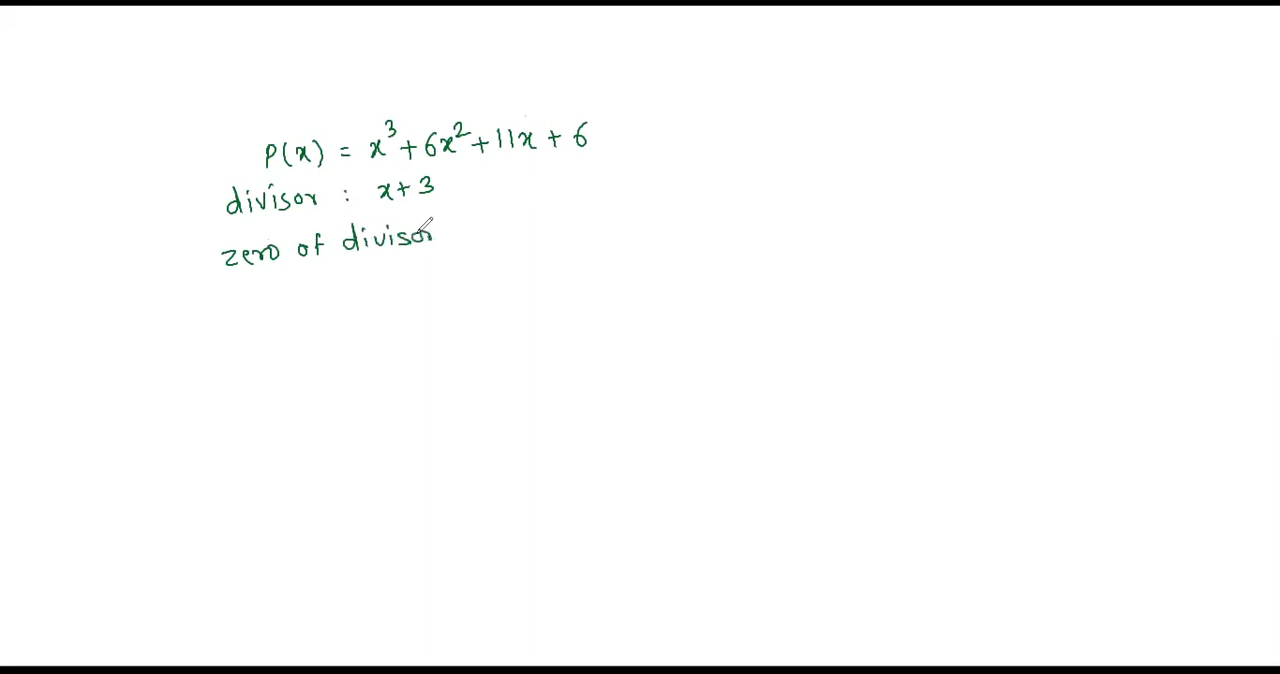 P(x) = x³ + 6x² + 11x + 6
divisor : x + 3
zero of divisor